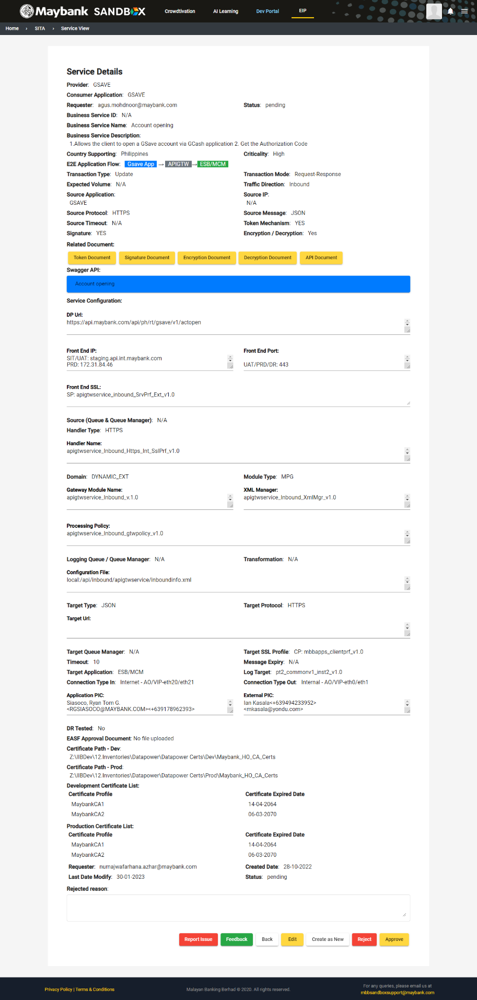 Maybank SANDBOX
Crowdtivation
AI Learning
Dev Portal
EIP
Home › SITA › Service View
Service Details
Provider: GSAVE
Consumer Application: GSAVE
Requester: agus.mohdnoor@maybank.com Status: pending
Business Service ID: N/A
Business Service Name: Account opening
Business Service Description:
1.Allows the client to open a GSave account via GCash application 2. Get the Authorization Code
Country Supporting: Philippines Criticality: High
E2E Application Flow: Gsave App → APIGTW → ESB/MCM
Transaction Type: Update Transaction Mode: Request-Response
Expected Volume: N/A Traffic Direction: Inbound
Source Application: Source IP:
GSAVE N/A
Source Protocol: HTTPS Source Message: JSON
Source Timeout: N/A Token Mechanism: YES
Signature: YES Encryption / Decryption: Yes
Related Document:
Token Document Signature Document Encryption Document Decryption Document API Document
Swagger API:
Account opening
Service Configuration:
DP Url:
https://api.maybank.com/api/ph/rt/gsave/v1/actopen
Front End IP: Front End Port:
SIT/UAT: staging.api.int.maybank.com
PRD: 172.31.84.46 UAT/PRD/DR: 443
Front End SSL:
SP: apigtwservice_inbound_SrvPrf_Ext_v1.0
Source (Queue & Queue Manager): N/A
Handler Type: HTTPS
Handler Name:
apigtwservice_Inbound_Https_Int_SslPrf_v1.0
Domain: DYNAMIC_EXT Module Type: MPG
Gateway Module Name: XML Manager:
apigtwservice_Inbound_v.1.0 apigtwservice_Inbound_XmlMgr_v1.0
Processing Policy:
apigtwservice_Inbound_gtwpolicy_v1.0
Logging Queue / Queue Manager: N/A Transformation: N/A
Configuration File:
local:/api/inbound/apigtwservice/inboundinfo.xml
Target Type: JSON Target Protocol: HTTPS
Target Url:
Target Queue Manager: N/A Target SSL Profile: CP: mbbapps_clientprf_v1.0
Timeout: 10 Message Expiry: N/A
Target Application: ESB/MCM Log Target: pt2_commonv1_inst2_v1.0
Connection Type In: Internet - AO/VIP-eth20/eth21 Connection Type Out: Internal - AO/VIP-eth0/eth1
Application PIC: External PIC:
Siasoco, Ryan Tom G. Ian Kasala<+639494233952>
<RGSIASOCO@MAYBANK.COM><+639178962393> <mkasala@yondu.com>
DR Tested: No
EASF Approval Document: No file uploaded
Certificate Path - Dev:
Z:\IIBDev\12.Inventories\Datapower\Datapower Certs\Dev\Maybank_HO_CA_Certs
Certificate Path - Prod:
Z:\IIBDev\12.Inventories\Datapower\Datapower Certs\Prod\Maybank_HO_CA_Certs
Development Certificate List:
Certificate Profile Certificate Expired Date
MaybankCA1 14-04-2064
MaybankCA2 06-03-2070
Production Certificate List:
Certificate Profile Certificate Expired Date
MaybankCA1 14-04-2064
MaybankCA2 06-03-2070
Requester: nurnajwafarhana.azhar@maybank.com Created Date: 28-10-2022
Last Date Modify: 30-01-2023 Status: pending
Rejected reason:
Report Issue Feedback Back Edit Create as New Reject Approve
Privacy Policy | Terms & Conditions
Malayan Banking Berhad © 2020. All rights reserved.
For any queries, please email us at
mbbsandboxsupport@maybank.com